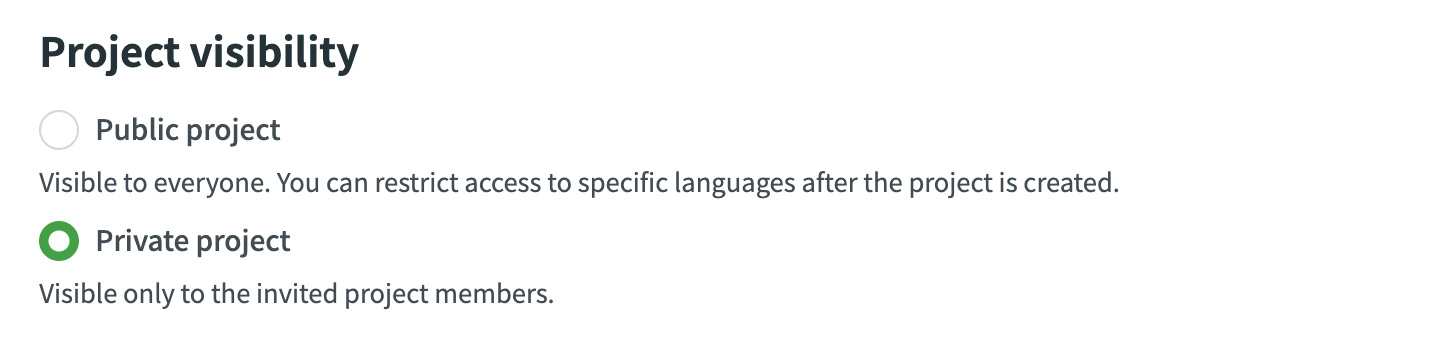 Project visibility
Public project
Visible to everyone. You can restrict access to specific languages after the project is created.
Private project
Visible only to the invited project members.